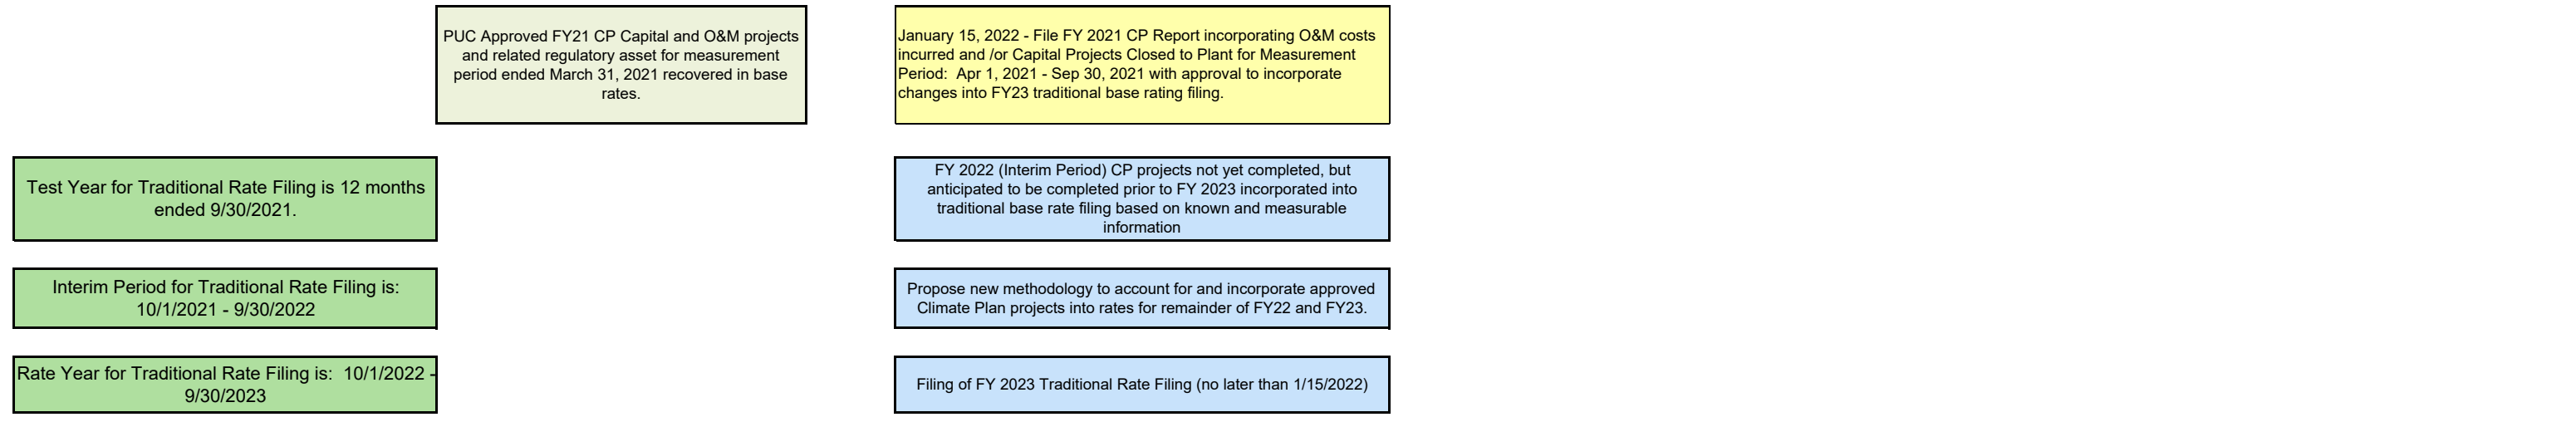 PUC Approved FY21 CP Capital and O&M projects
and related regulatory asset for measurement
period ended March 31, 2021 recovered in base
rates.
January 15, 2022 - File FY 2021 CP Report incorporating O&M costs
incurred and /or Capital Projects Closed to Plant for Measurement
Period:  Apr 1, 2021 - Sep 30, 2021 with approval to incorporate
changes into FY23 traditional base rating filing.
Test Year for Traditional Rate Filing is 12 months
ended 9/30/2021.
FY 2022 (Interim Period) CP projects not yet completed, but
anticipated to be completed prior to FY 2023 incorporated into
traditional base rate filing based on known and measurable
information
Interim Period for Traditional Rate Filing is:
10/1/2021 - 9/30/2022
Propose new methodology to account for and incorporate approved
Climate Plan projects into rates for remainder of FY22 and FY23.
Rate Year for Traditional Rate Filing is:  10/1/2022 -
9/30/2023
Filing of FY 2023 Traditional Rate Filing (no later than 1/15/2022)